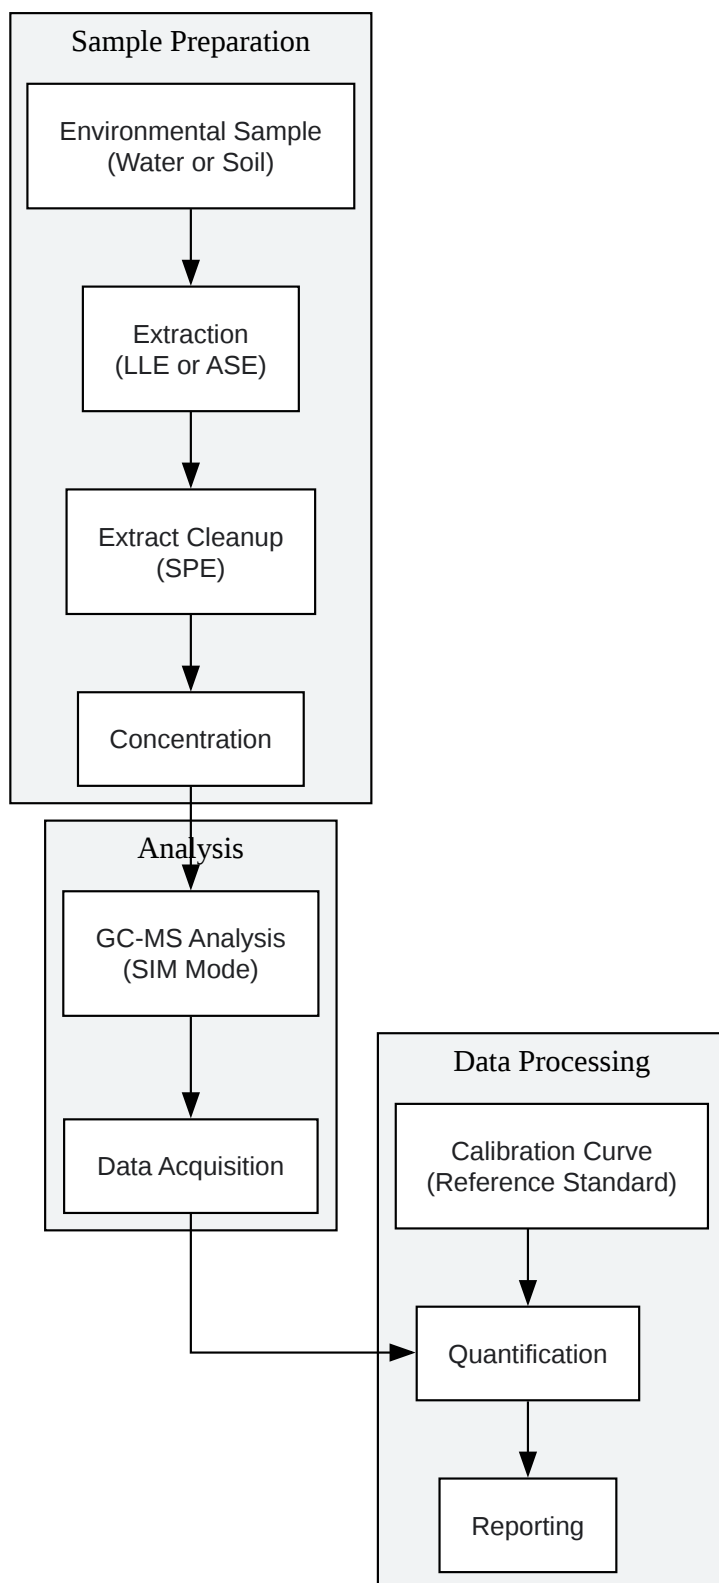 Sample Preparation
Environmental Sample
(Water or Soil)
Extraction
(LLE or ASE)
Extract Cleanup
(SPE)
Concentration
Analysis
GC-MS Analysis
(SIM Mode)
Data Acquisition
Data Processing
Calibration Curve
(Reference Standard)
Quantification
Reporting